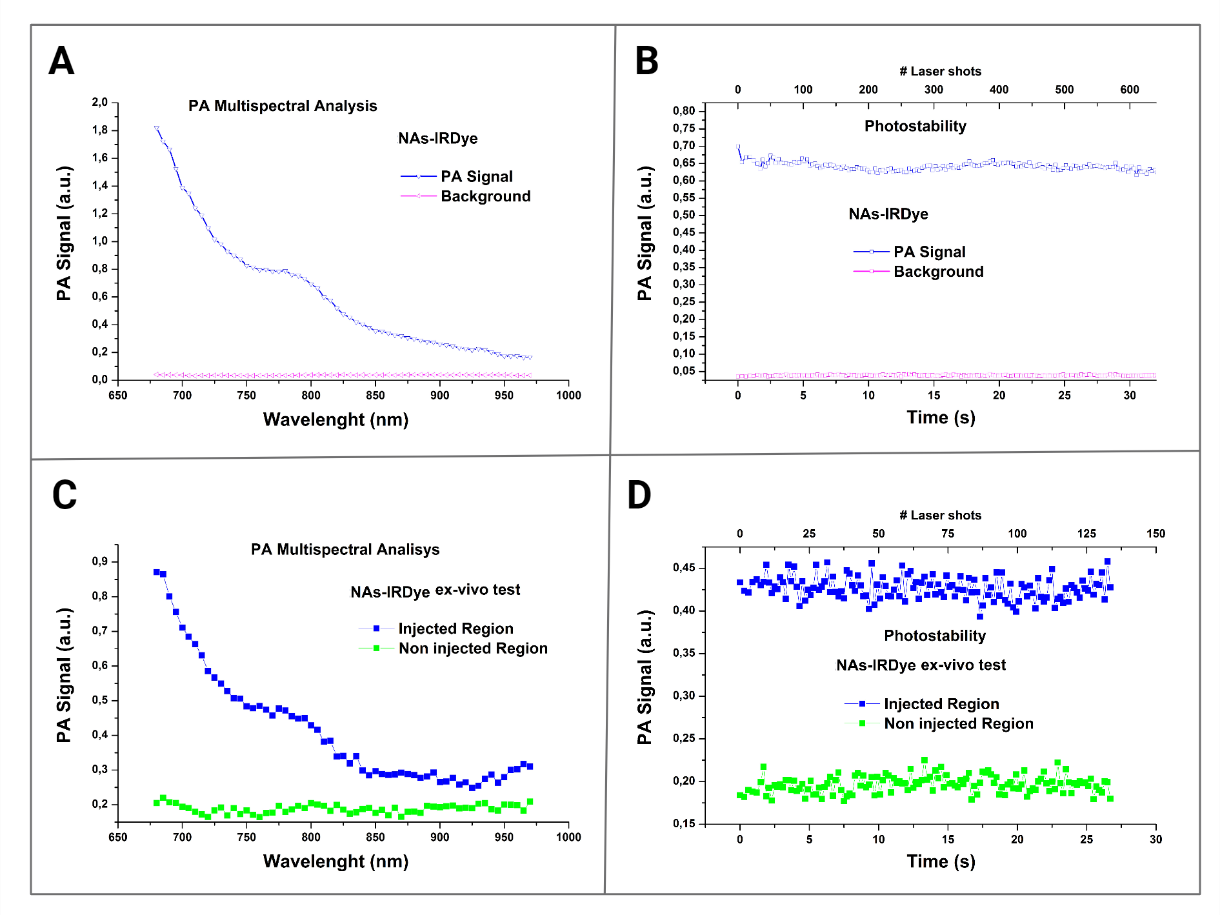 A
PA Multispectral Analysis
NAs-IRDye
PA Signal
Background
2,0
1,8
1,6
1,4
1,2
1,0
0,8
0,6
0,4
0,2
0,0
PA Signal (a.u.)
650 700 750 800 850 900 950 1000
Wavelenght (nm)
B
# Laser shots
0 100 200 300 400 500 600
Photostability
NAs-IRDye
PA Signal
Background
0,80
0,75
0,70
0,65
0,60
0,55
0,50
0,45
0,40
0,35
0,30
0,25
0,20
0,15
0,10
0,05
PA Signal (a.u.)
0 5 10 15 20 25 30
Time (s)
C
PA Multispectral Analisys
NAs-IRDye ex-vivo test
Injected Region
Non injected Region
0,9
0,8
0,7
0,6
0,5
0,4
0,3
0,2
PA Signal (a.u.)
650 700 750 800 850 900 950 1000
Wavelenght (nm)
D
# Laser shots
0 25 50 75 100 125 150
Photostability
NAs-IRDye ex-vivo test
Injected Region
Non injected Region
0,45
0,40
0,35
0,30
0,25
0,20
0,15
PA Signal (a.u.)
0 5 10 15 20 25 30
Time (s)